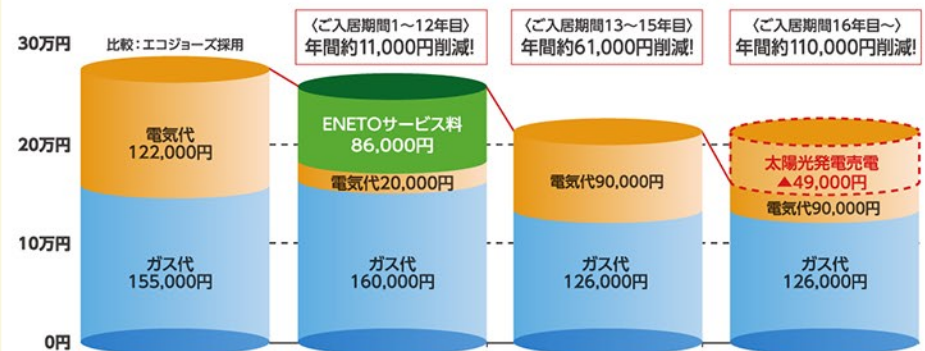 30万円
20万円
10万円
0円
比較：エコジョーズ採用
電気代
122,000円
ガス代
155,000円
〈ご入居期間1〜12年目〉
年間約11,000円削減!
ENETOサービス料
86,000円
電気代20,000円
ガス代
160,000円
〈ご入居期間13〜15年目〉
年間約61,000円削減!
電気代90,000円
ガス代
126,000円
〈ご入居期間16年目〜〉
年間約110,000円削減!
太陽光発電売電
▲49,000円
電気代90,000円
ガス代
126,000円